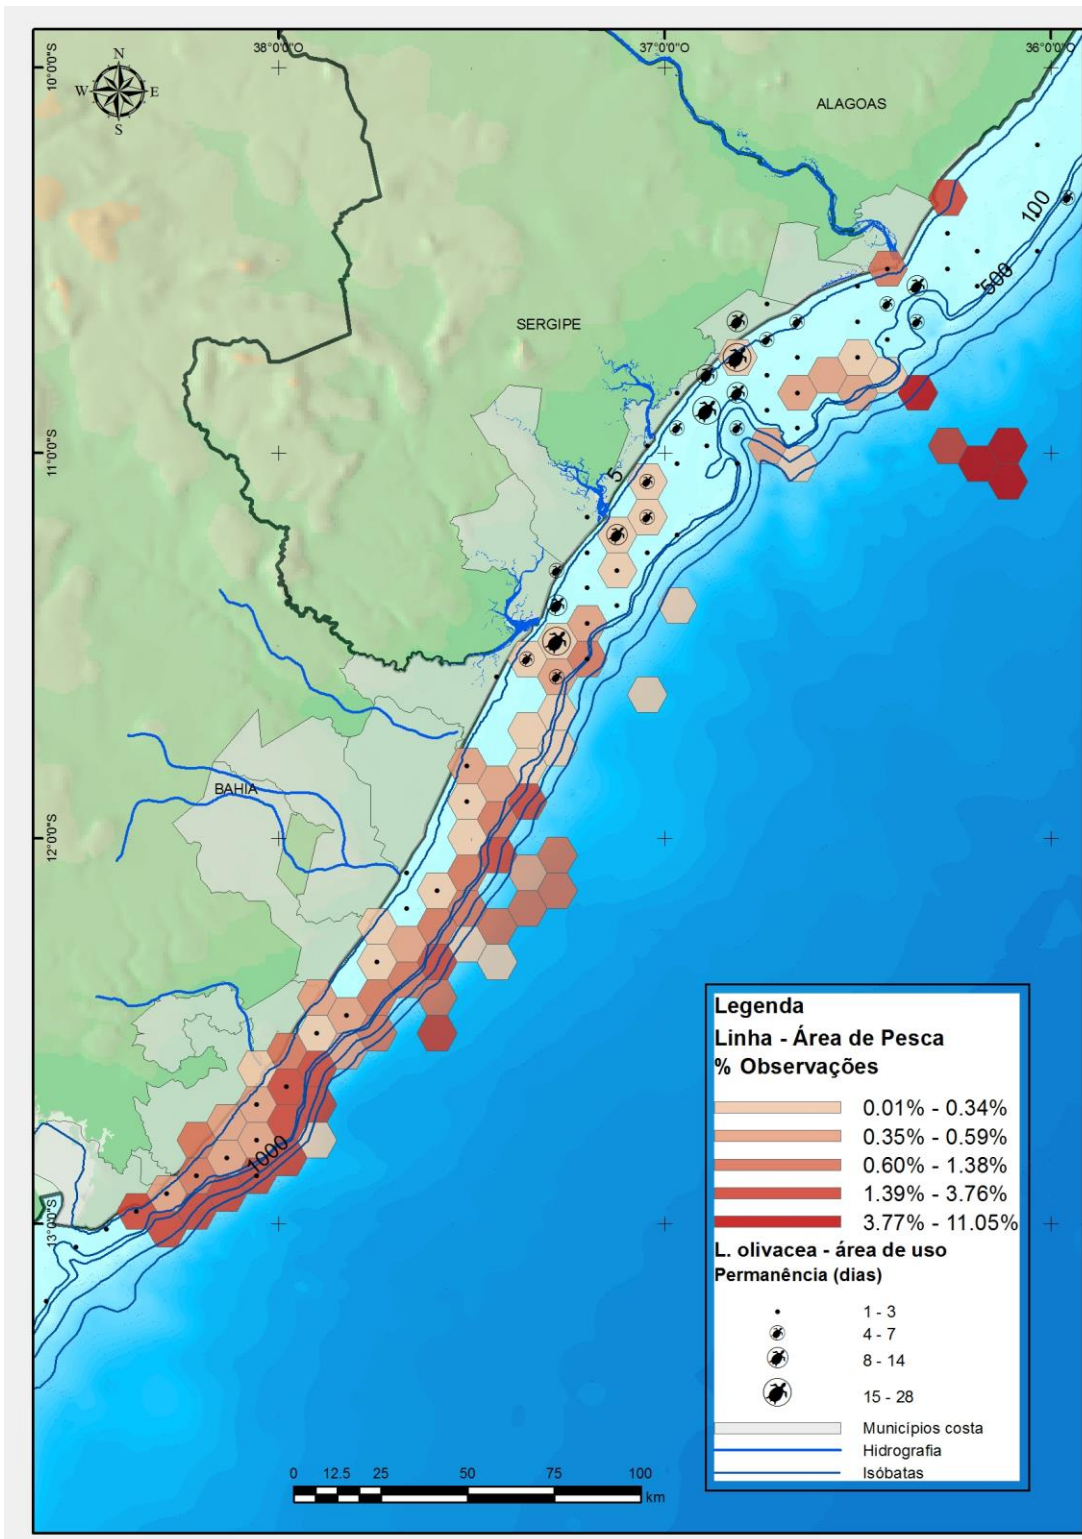 38°0'0"O
37°0'0"O
36°0'0"O
10°0'0"S
N
W
E
S
ALAGOAS
100
500
SERGIPE
11°0'0"S
5
BAHIA
12°0'0"S
1000
13°0'0"S
Legenda
Linha - Área de Pesca
% Observações
0.01% - 0.34%
0.35% - 0.59%
0.60% - 1.38%
1.39% - 3.76%
3.77% - 11.05%
L. olivacea - área de uso
Permanência (dias)
1 - 3
4 - 7
8 - 14
15 - 28
Municípios costa
Hidrografia
Isóbatas
0 12.5 25 50 75 100
km